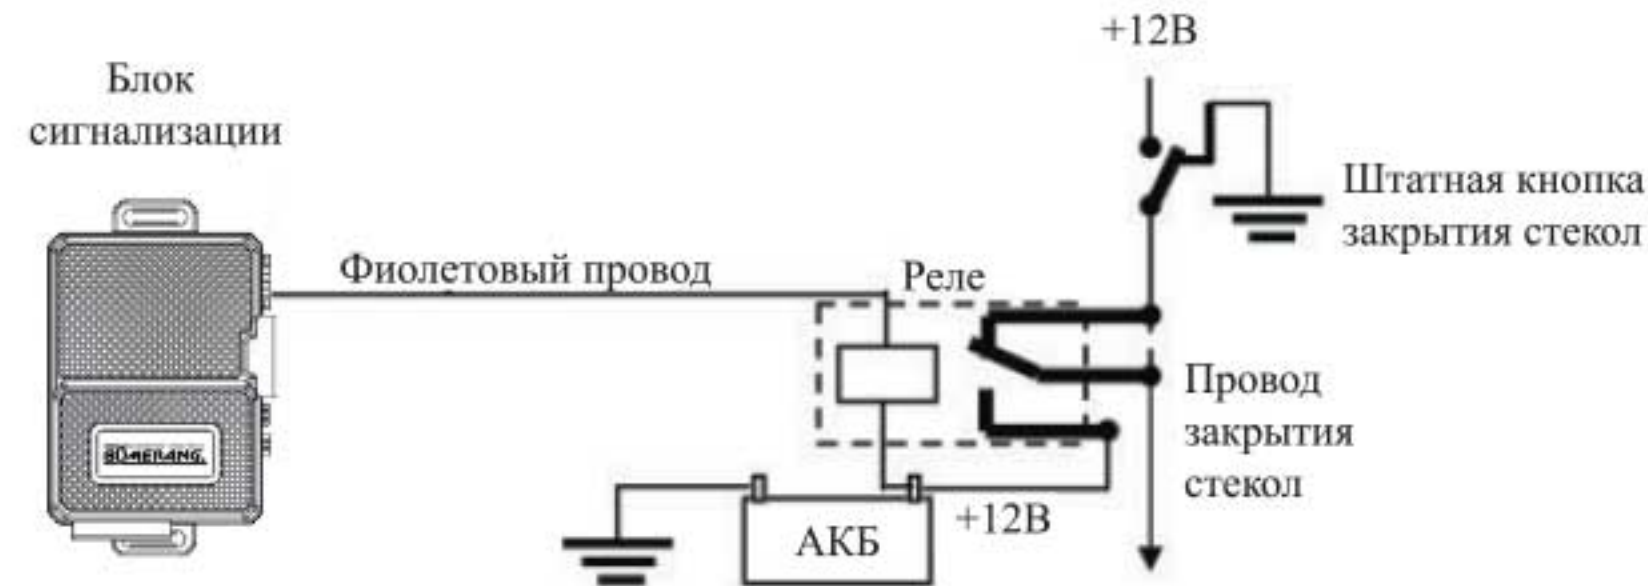 +12В
Блок
сигнализации
Штатная кнопка
закрытия стекол
Фиолетовый провод
Реле
Провод
закрытия
стекол
BOMERANG.
+12В
АКБ